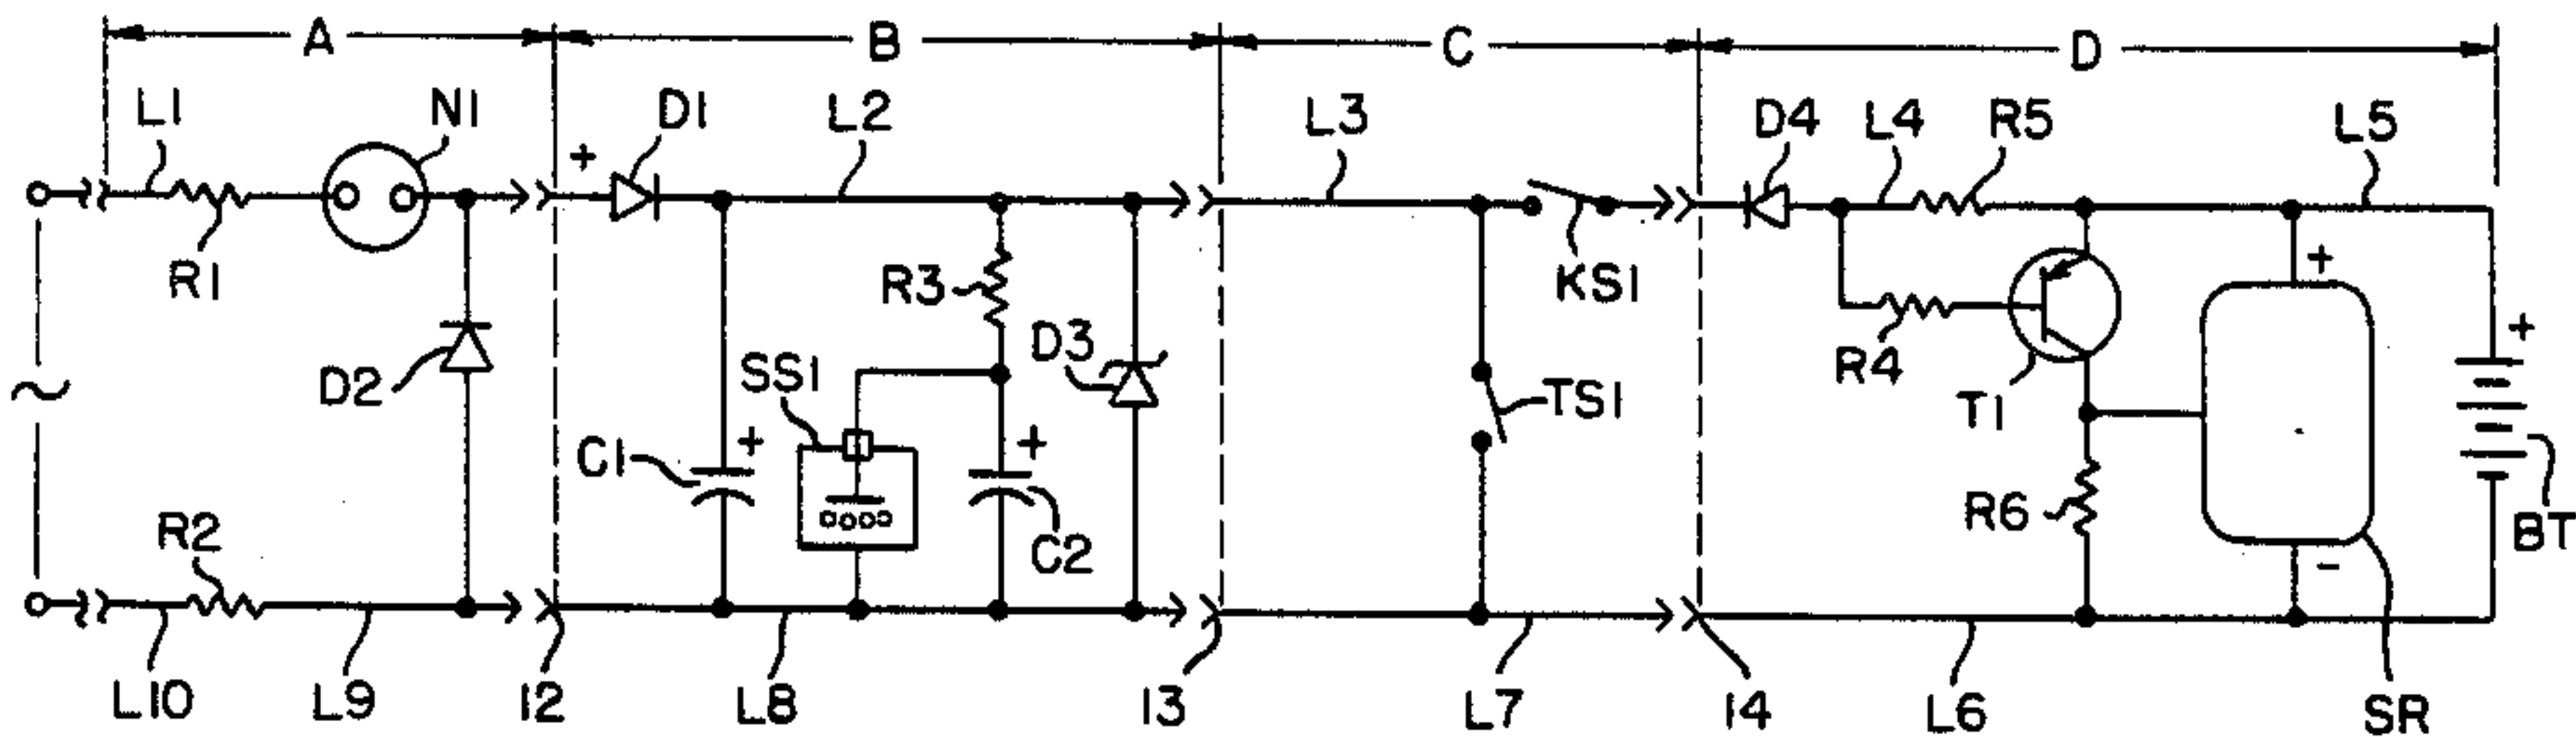 A B C D
L1 N1 D1 L2 L3 D4 L4 R5 L5
+
R1 R3 KS1 +
D2 SS1 D3 R4 T1 +
TS1
C1 + + R6
R2 C2 BT
-
L10 L9 12 L8 13 L7 14 L6 SR